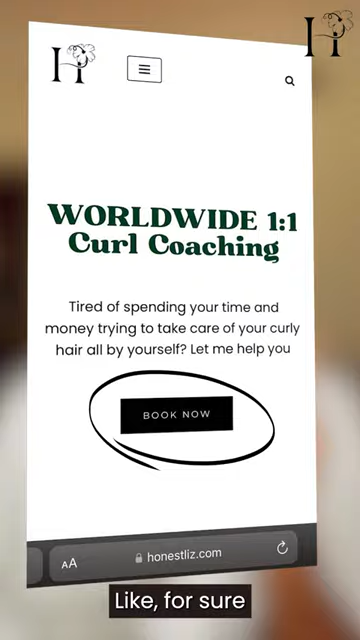 H
H
WORLDWIDE 1:1
Curl Coaching
Tired of spending your time and
money trying to take care of your curly
hair all by yourself? Let me help you
BOOK NOW
AA
honestliz.com
Like, for sure